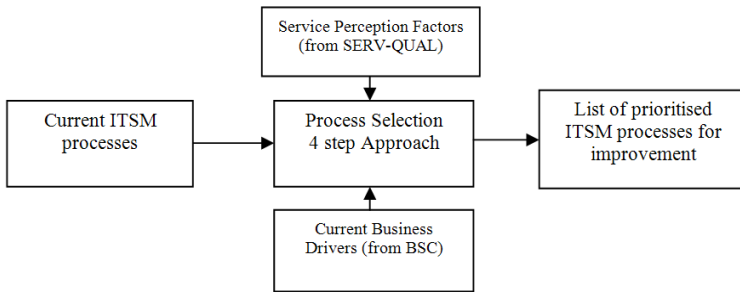 Service Perception Factors
(from SERV-QUAL)
Current ITSM
processes
Process Selection
4 step Approach
List of prioritised
ITSM processes for
improvement
Current Business
Drivers (from BSC)